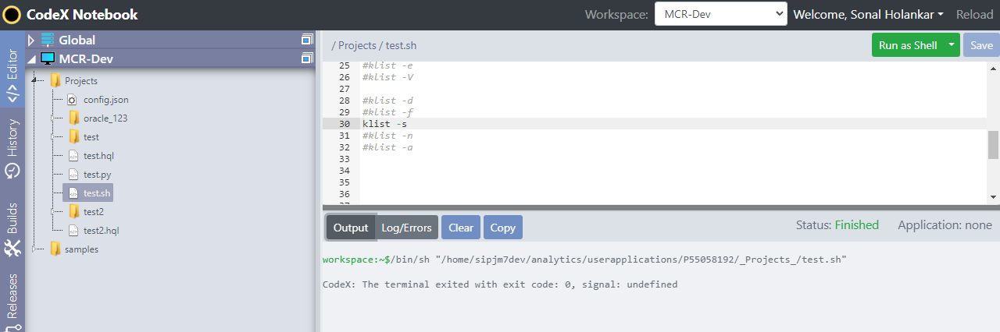 CodeX Notebook
Workspace: MCR-Dev Welcome, Sonal Holankar Reload
Editor
History
Builds
Releases
Global
MCR-Dev
Projects
config.json
oracle_123
test
test.hql
test.py
test.sh
test2
test2.hql
samples
/ Projects / test.sh
Run as Shell Save
25 #klist -e
26 #klist -V
27
28 #klist -d
29 #klist -f
30 klist -s
31 #klist -n
32 #klist -a
33
34
35
36
Output Log/Errors Clear Copy Status: Finished Application: none
workspace:~$/bin/sh "/home/sipjm7dev/analytics/userapplications/P55058192/_Projects_/test.sh"
CodeX: The terminal exited with exit code: 0, signal: undefined